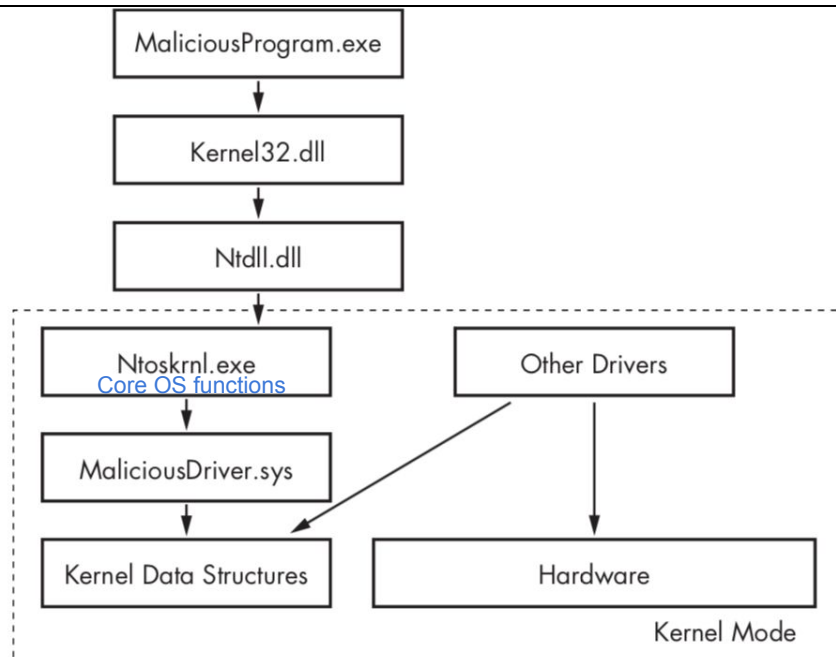 MaliciousProgram.exe
Kernel32.dll
Ntdll.dll
Ntoskrnl.exe
Core OS functions
Other Drivers
MaliciousDriver.sys
Kernel Data Structures
Hardware
Kernel Mode